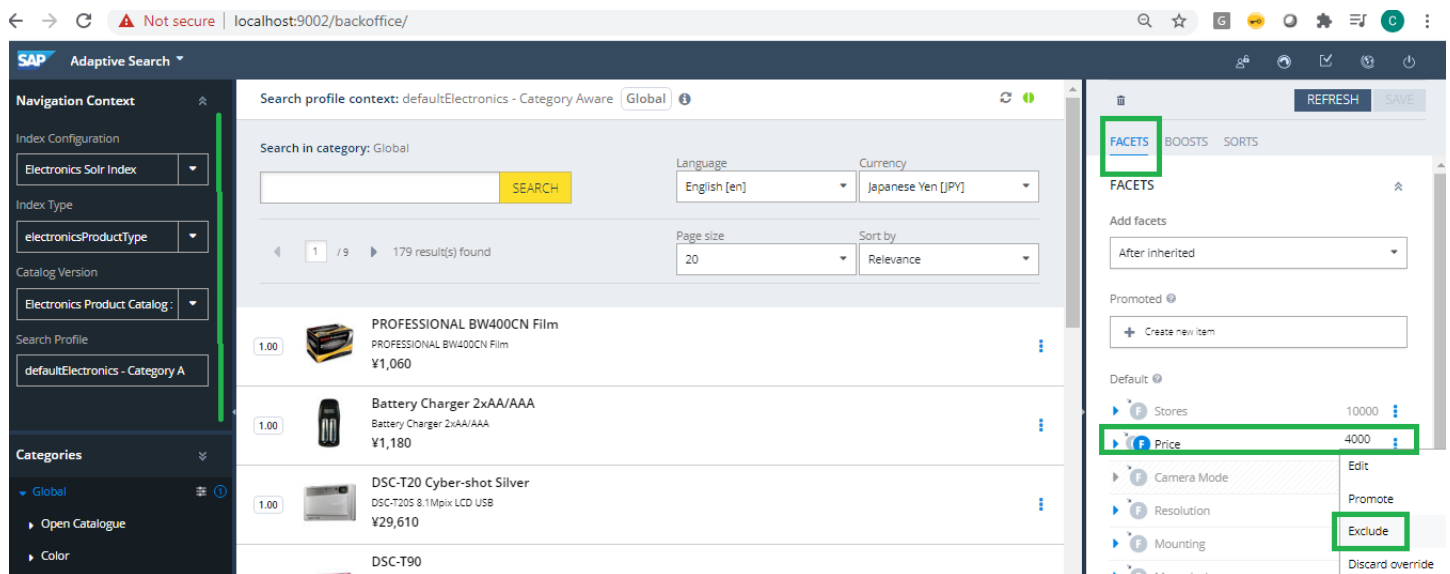 Not secure | localhost:9002/backoffice/
G
C
SAP Adaptive Search
Navigation Context
Index Configuration
Electronics Solr Index
Index Type
electronicsProductType
Catalog Version
Electronics Product Catalog :
Search Profile
defaultElectronics - Category A
Categories
Global
1
Open Catalogue
Color
Search profile context: defaultElectronics - Category Aware Global
Search in category: Global
SEARCH
Language
English [en]
Currency
Japanese Yen [JPY]
1 / 9 179 result(s) found
Page size
20
Sort by
Relevance
1.00
PROFESSIONAL BW400CN Film
PROFESSIONAL BW400CN Film
¥1,060
1.00
Battery Charger 2xAA/AAA
Battery Charger 2xAA/AAA
¥1,180
1.00
DSC-T20 Cyber-shot Silver
DSC-T20S 8.1Mpix LCD USB
¥29,610
DSC-T90
REFRESH SAVE
FACETS BOOSTS SORTS
FACETS
Add facets
After inherited
Promoted
+ Create new item
Default
F Stores 10000
F Price 4000
F Camera Mode
F Resolution
F Mounting
Edit
Promote
Exclude
Discard override